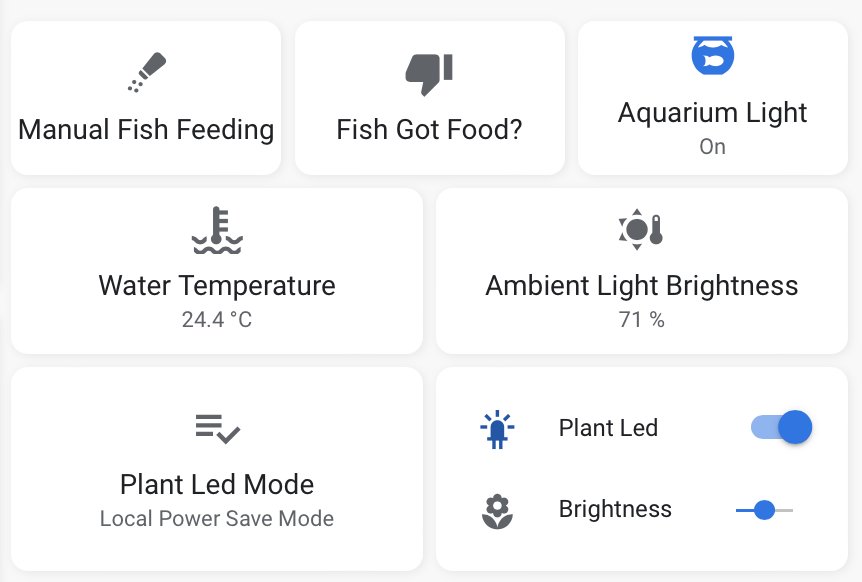 Manual Fish Feeding
Fish Got Food?
Aquarium Light
On
Water Temperature
24.4 °C
Ambient Light Brightness
71 %
Plant Led Mode
Local Power Save Mode
Plant Led
Brightness